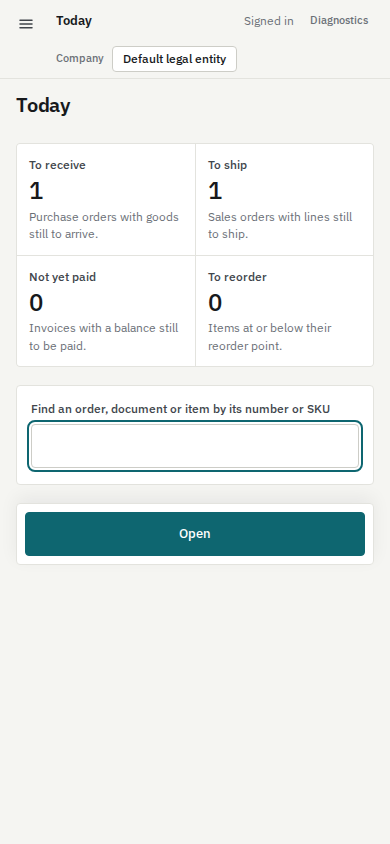 Today
Signed in
Diagnostics
Company
Default legal entity
Today
To receive
1
Purchase orders with goods
still to arrive.
To ship
1
Sales orders with lines still
to ship.
Not yet paid
0
Invoices with a balance still
to be paid.
To reorder
0
Items at or below their
reorder point.
Find an order, document or item by its number or SKU
Open